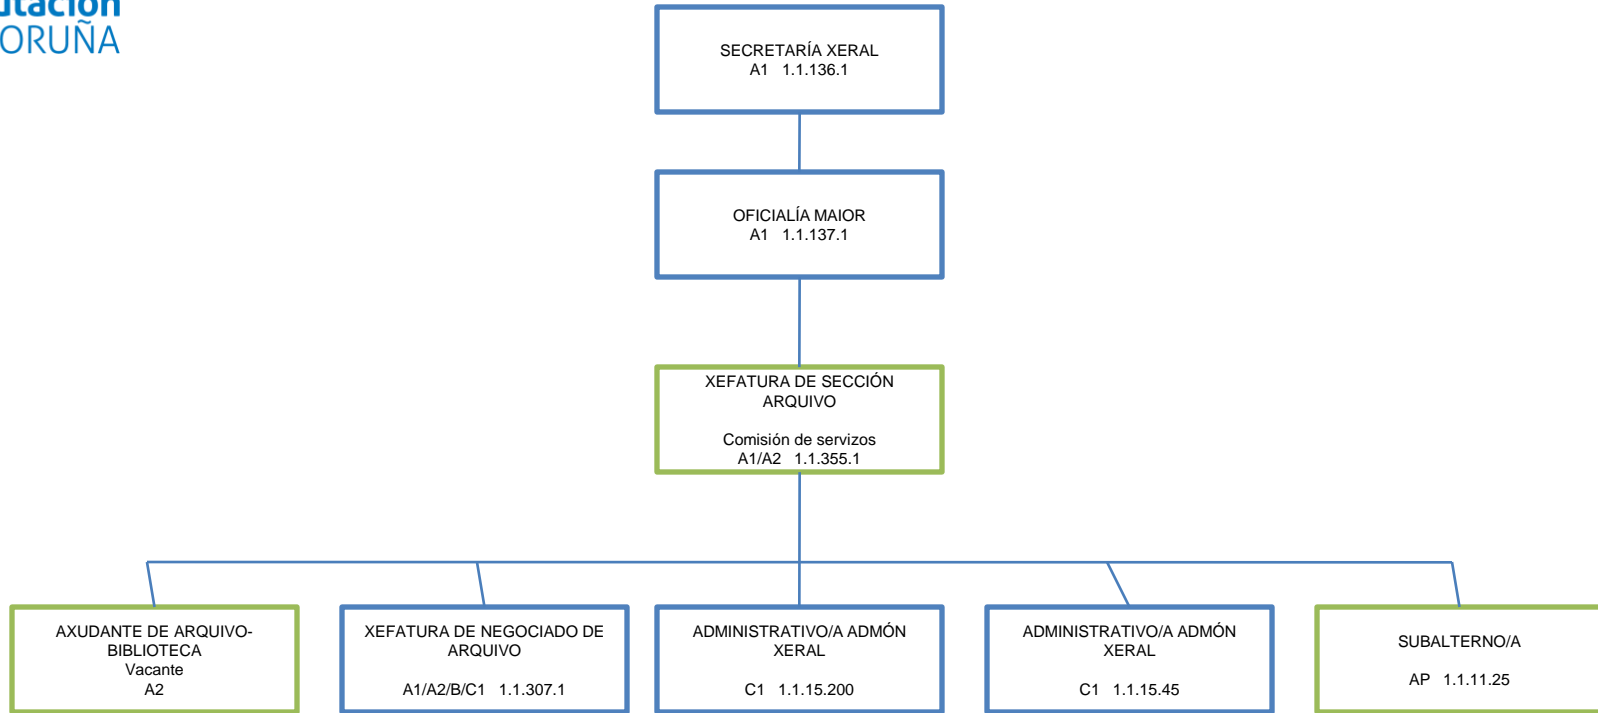 ORUÑA
SECRETARÍA XERAL
A1 1.1.136.1
OFICIALÍA MAIOR
A1 1.1.137.1
XEFATURA DE SECCIÓN
ARQUIVO
Comisión de servizos
A1/A2 1.1.355.1
AXUDANTE DE ARQUIVO-
BIBLIOTECA
Vacante
A2
XEFATURA DE NEGOCIADO DE
ARQUIVO
A1/A2/B/C1 1.1.307.1
ADMINISTRATIVO/A ADMÓN
XERAL
C1 1.1.15.200
ADMINISTRATIVO/A ADMÓN
XERAL
C1 1.1.15.45
SUBALTERNO/A
AP 1.1.11.25